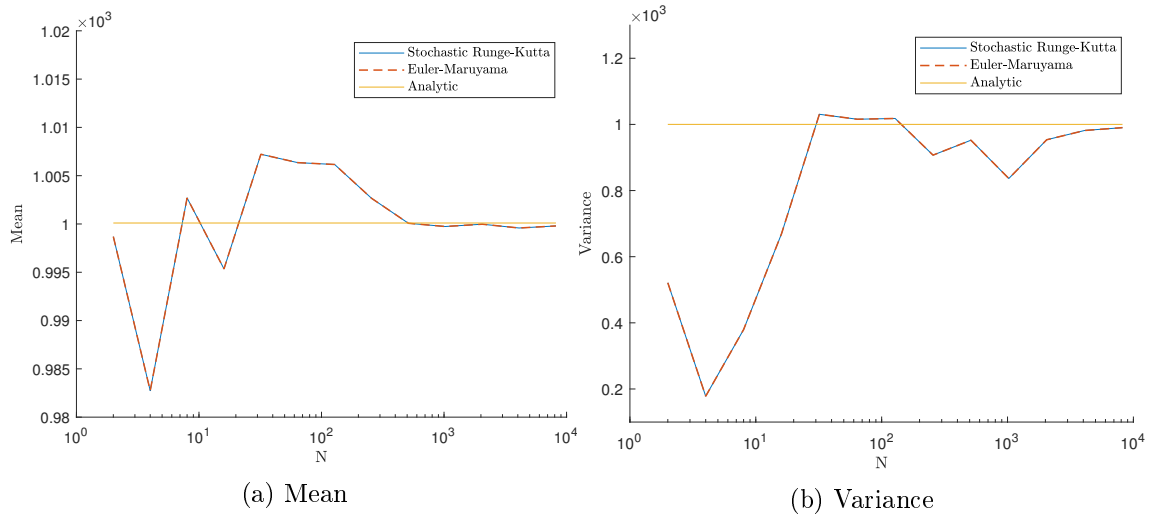 ×10³
1.02
1.015
1.01
1.005
1
0.995
0.99
0.985
0.98
Mean
10⁰
10¹
10²
10³
10⁴
N
Stochastic Runge-Kutta
Euler-Maruyama
Analytic
(a) Mean
×10³
1.2
1
0.8
0.6
0.4
0.2
Variance
10⁰
10¹
10²
10³
10⁴
N
Stochastic Runge-Kutta
Euler-Maruyama
Analytic
(b) Variance